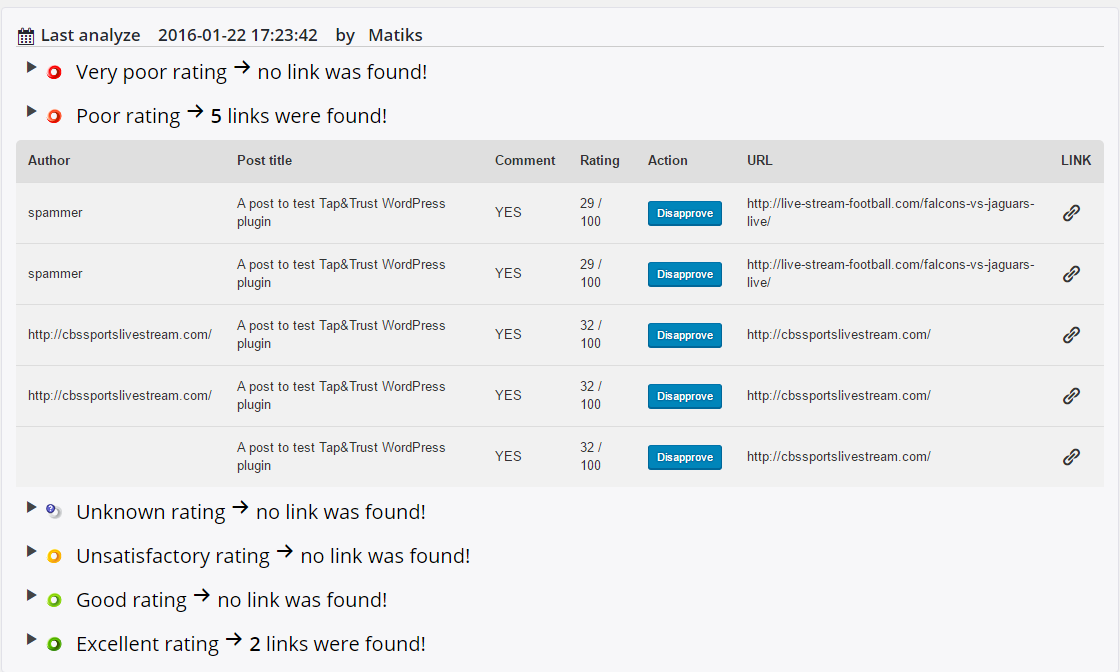 Last analyze 2016-01-22 17:23:42 by Matiks
Very poor rating → no link was found!
Poor rating → 5 links were found!
Author Post title Comment Rating Action URL LINK
spammer A post to test Tap&Trust WordPress plugin YES 29 / 100 Disapprove http://live-stream-football.com/falcons-vs-jaguars-live/
spammer A post to test Tap&Trust WordPress plugin YES 29 / 100 Disapprove http://live-stream-football.com/falcons-vs-jaguars-live/
http://cbssportslivestream.com/ A post to test Tap&Trust WordPress plugin YES 32 / 100 Disapprove http://cbssportslivestream.com/
http://cbssportslivestream.com/ A post to test Tap&Trust WordPress plugin YES 32 / 100 Disapprove http://cbssportslivestream.com/
A post to test Tap&Trust WordPress plugin YES 32 / 100 Disapprove http://cbssportslivestream.com/
Unknown rating → no link was found!
Unsatisfactory rating → no link was found!
Good rating → no link was found!
Excellent rating → 2 links were found!